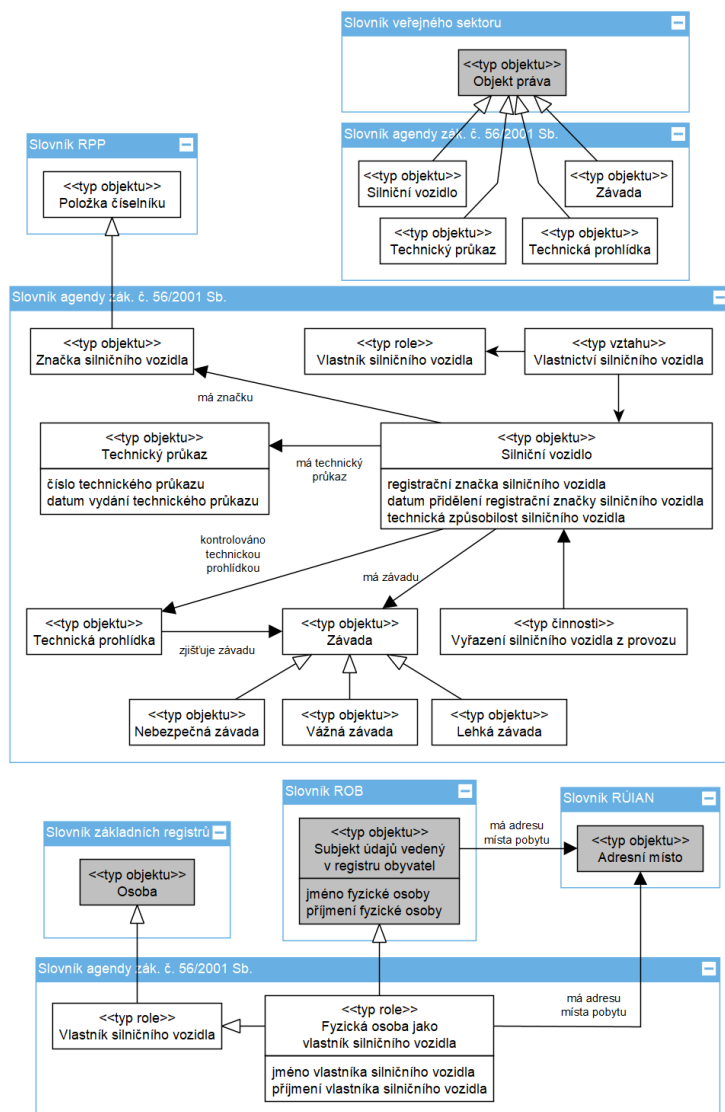 Slovník veřejného sektoru
<<typ objektu>>
Objekt práva
Slovník agendy zák. č. 56/2001 Sb.
<<typ objektu>>
Silniční vozidlo
<<typ objektu>>
Závada
<<typ objektu>>
Technický průkaz
<<typ objektu>>
Technická prohlídka
Slovník RPP
<<typ objektu>>
Položka číselníku
Slovník agendy zák. č. 56/2001 Sb.
<<typ objektu>>
Značka silničního vozidla
<<typ role>>
Vlastník silničního vozidla
<<typ vztahu>>
Vlastnictví silničního vozidla
má značku
<<typ objektu>>
Technický průkaz
číslo technického průkazu
datum vydání technického průkazu
má technický
průkaz
<<typ objektu>>
Silniční vozidlo
registrační značka silničního vozidla
datum přidělení registrační značky silničního vozidla
technická způsobilost silničního vozidla
kontrolováno
technickou
prohlídkou
má závadu
<<typ objektu>>
Technická prohlídka
zjišťuje závadu
<<typ objektu>>
Závada
<<typ činnosti>>
Vyřazení silničního vozidla z provozu
<<typ objektu>>
Nebezpečná závada
<<typ objektu>>
Vážná závada
<<typ objektu>>
Lehká závada
Slovník základních registrů
<<typ objektu>>
Osoba
Slovník ROB
<<typ objektu>>
Subjekt údajů vedený
v registru obyvatel
jméno fyzické osoby
příjmení fyzické osoby
má adresu
místa pobytu
Slovník RÚIAN
<<typ objektu>>
Adresní místo
Slovník agendy zák. č. 56/2001 Sb.
<<typ role>>
Vlastník silničního vozidla
<<typ role>>
Fyzická osoba jako
vlastník silničního vozidla
jméno vlastníka silničního vozidla
příjmení vlastníka silničního vozidla
má adresu
místa pobytu